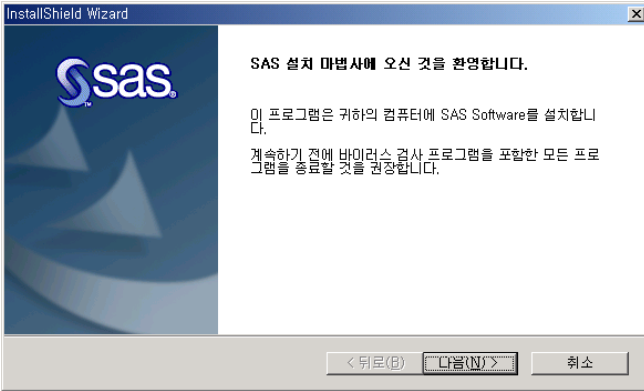 InstallShield Wizard
sas
SAS 설치 마법사에 오신 것을 환영합니다.
이 프로그램은 귀하의 컴퓨터에 SAS Software를 설치합니
다.
계속하기 전에 바이러스 검사 프로그램을 포함한 모든 프로
그램을 종료할 것을 권장합니다.
< 뒤로(B) 다음(N) > 취소